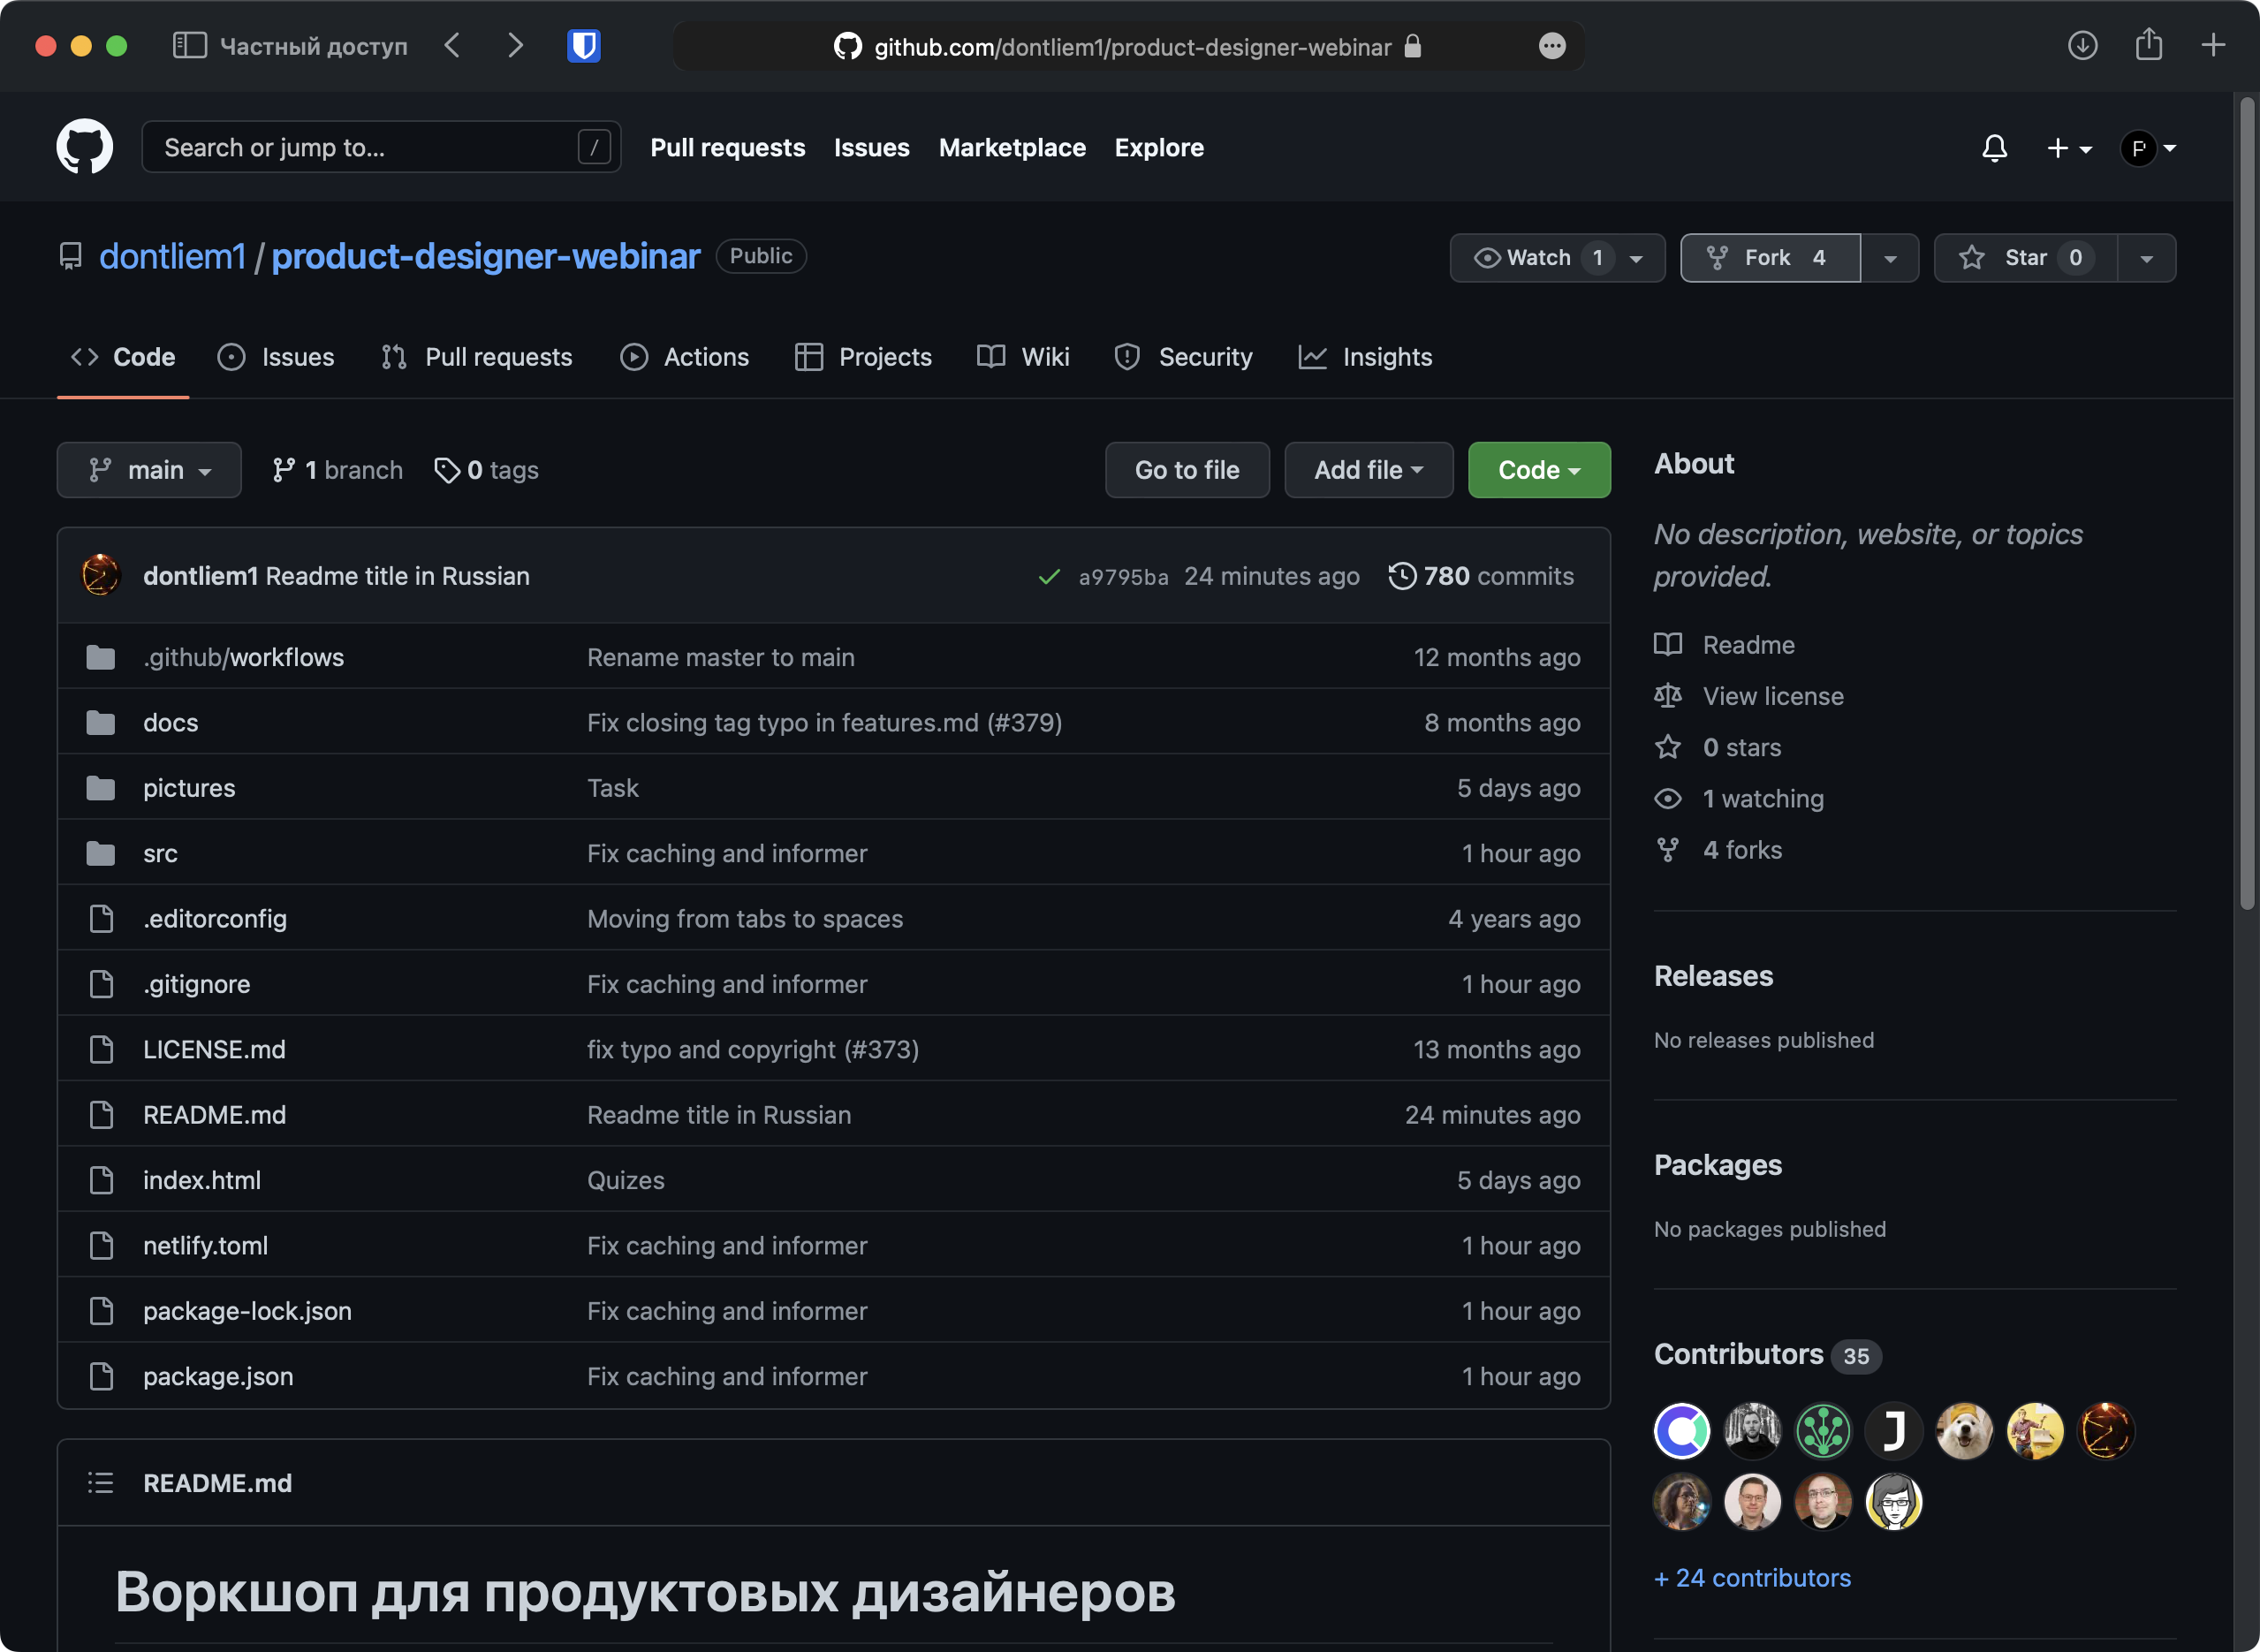 Частный доступ
github.com/dontliem1/product-designer-webinar
Search or jump to... /
Pull requests Issues Marketplace Explore
P
dontliem1 / product-designer-webinar Public
Watch 1 Fork 4 Star 0
Code Issues Pull requests Actions Projects Wiki Security Insights
main 1 branch 0 tags Go to file Add file Code
dontliem1 Readme title in Russian a9795ba 24 minutes ago 780 commits
.github/workflows Rename master to main 12 months ago
docs Fix closing tag typo in features.md (#379) 8 months ago
pictures Task 5 days ago
src Fix caching and informer 1 hour ago
.editorconfig Moving from tabs to spaces 4 years ago
.gitignore Fix caching and informer 1 hour ago
LICENSE.md fix typo and copyright (#373) 13 months ago
README.md Readme title in Russian 24 minutes ago
index.html Quizes 5 days ago
netlify.toml Fix caching and informer 1 hour ago
package-lock.json Fix caching and informer 1 hour ago
package.json Fix caching and informer 1 hour ago
README.md
Воркшоп для продуктовых дизайнеров
About
No description, website, or topics
provided.
Readme
View license
0 stars
1 watching
4 forks
Releases
No releases published
Packages
No packages published
Contributors 35
J
+ 24 contributors